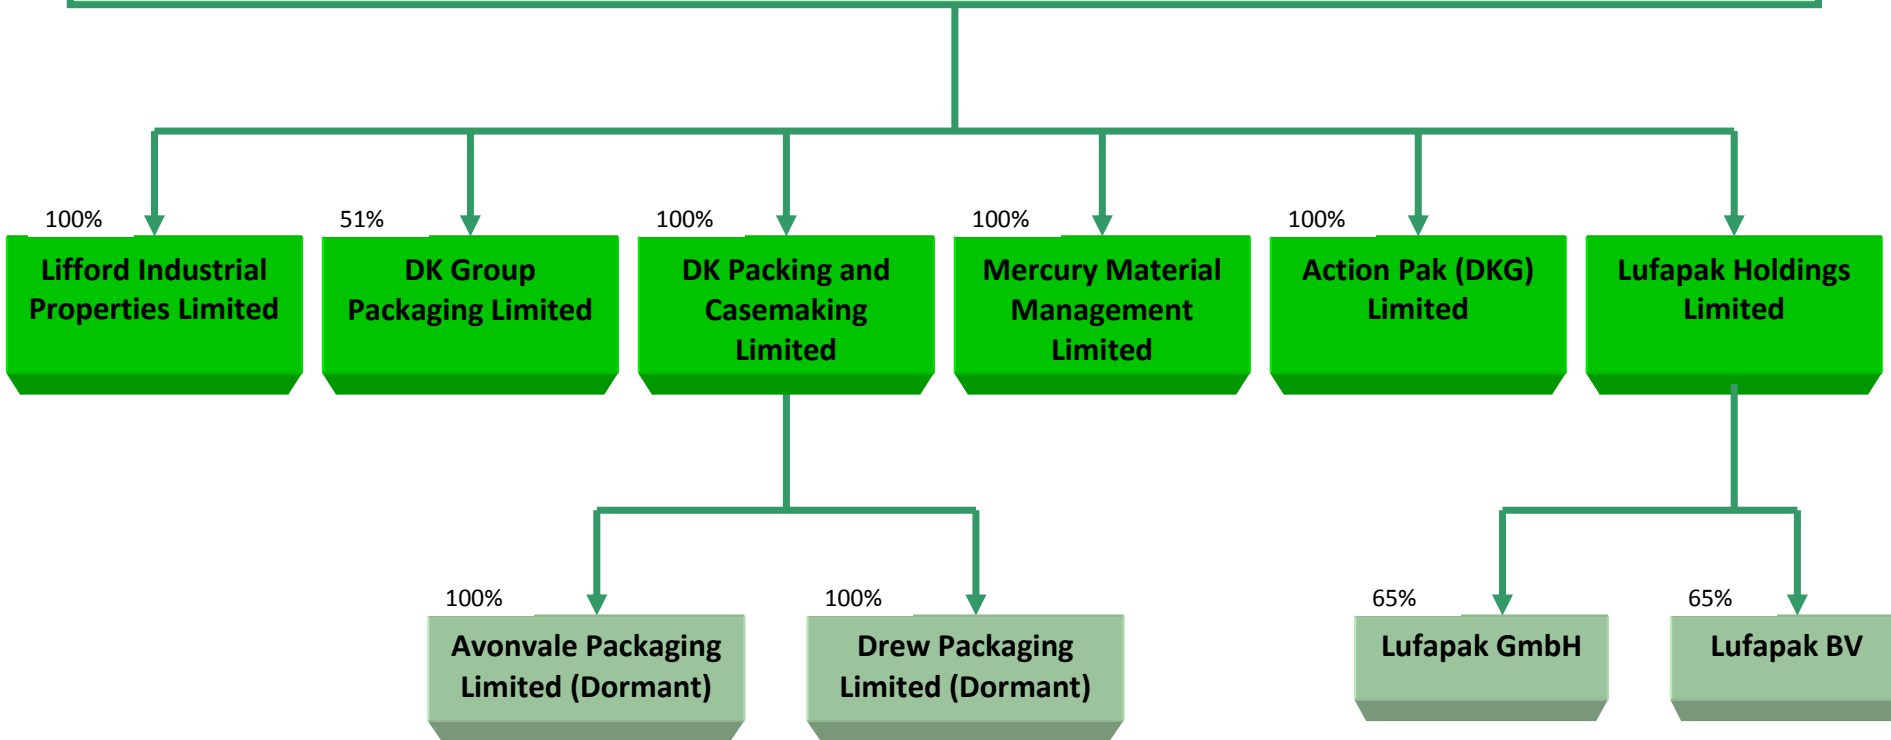 100%
51%
100%
100%
100%
Lifford Industrial
Properties Limited
DK Group
Packaging Limited
DK Packing and
Casemaking
Limited
Mercury Material
Management
Limited
Action Pak (DKG)
Limited
Lufapak Holdings
Limited
100%
100%
65%
65%
Avonvale Packaging
Limited (Dormant)
Drew Packaging
Limited (Dormant)
Lufapak GmbH
Lufapak BV